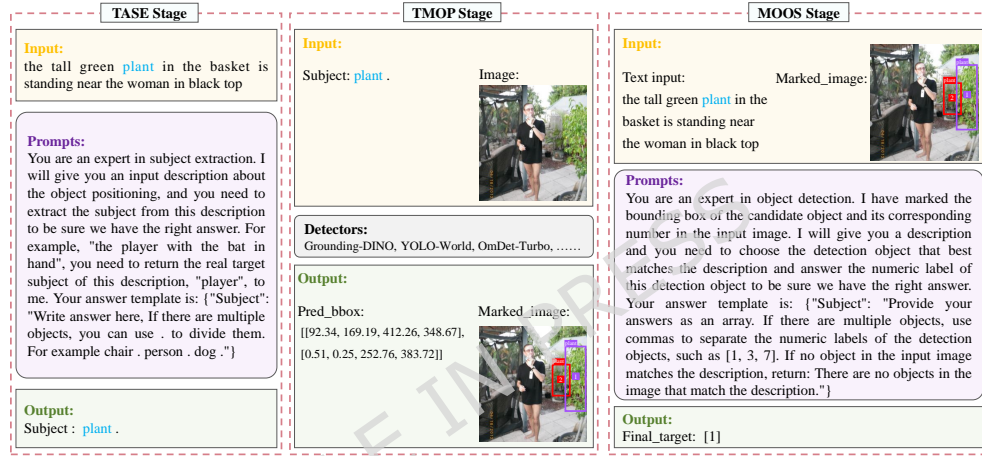 TASE Stage
Input:
the tall green plant in the basket is
standing near the woman in black top
Prompts:
You are an expert in subject extraction. I
will give you an input description about
the object positioning, and you need to
extract the subject from this description
to be sure we have the right answer. For
example, "the player with the bat in
hand", you need to return the real target
subject of this description, "player", to
me. Your answer template is: {"Subject":
"Write answer here, If there are multiple
objects, you can use . to divide them.
For example chair . person . dog ."}
Output:
Subject : plant .
TMOP Stage
Input:
Subject: plant .
Image:
Detectors:
Grounding-DINO, YOLO-World, OmDet-Turbo, ……
Output:
Pred_bbox:
Marked_image:
[[92.34, 169.19, 412.26, 348.67],
[0.51, 0.25, 252.76, 383.72]]
MOOS Stage
Input:
Text input:
Marked_image:
the tall green plant in the
basket is standing near
the woman in black top
Prompts:
You are an expert in object detection. I have marked the
bounding box of the candidate object and its corresponding
number in the input image. I will give you a description
and you need to choose the detection object that best
matches the description and answer the numeric label of
this detection object to be sure we have the right answer.
Your answer template is: {"Subject": "Provide your
answers as an array. If there are multiple objects, use
commas to separate the numeric labels of the detection
objects, such as [1, 3, 7]. If no object in the input image
matches the description, return: There are no objects in the
image that match the description."}
Output:
Final_target: [1]
E IN PRESS